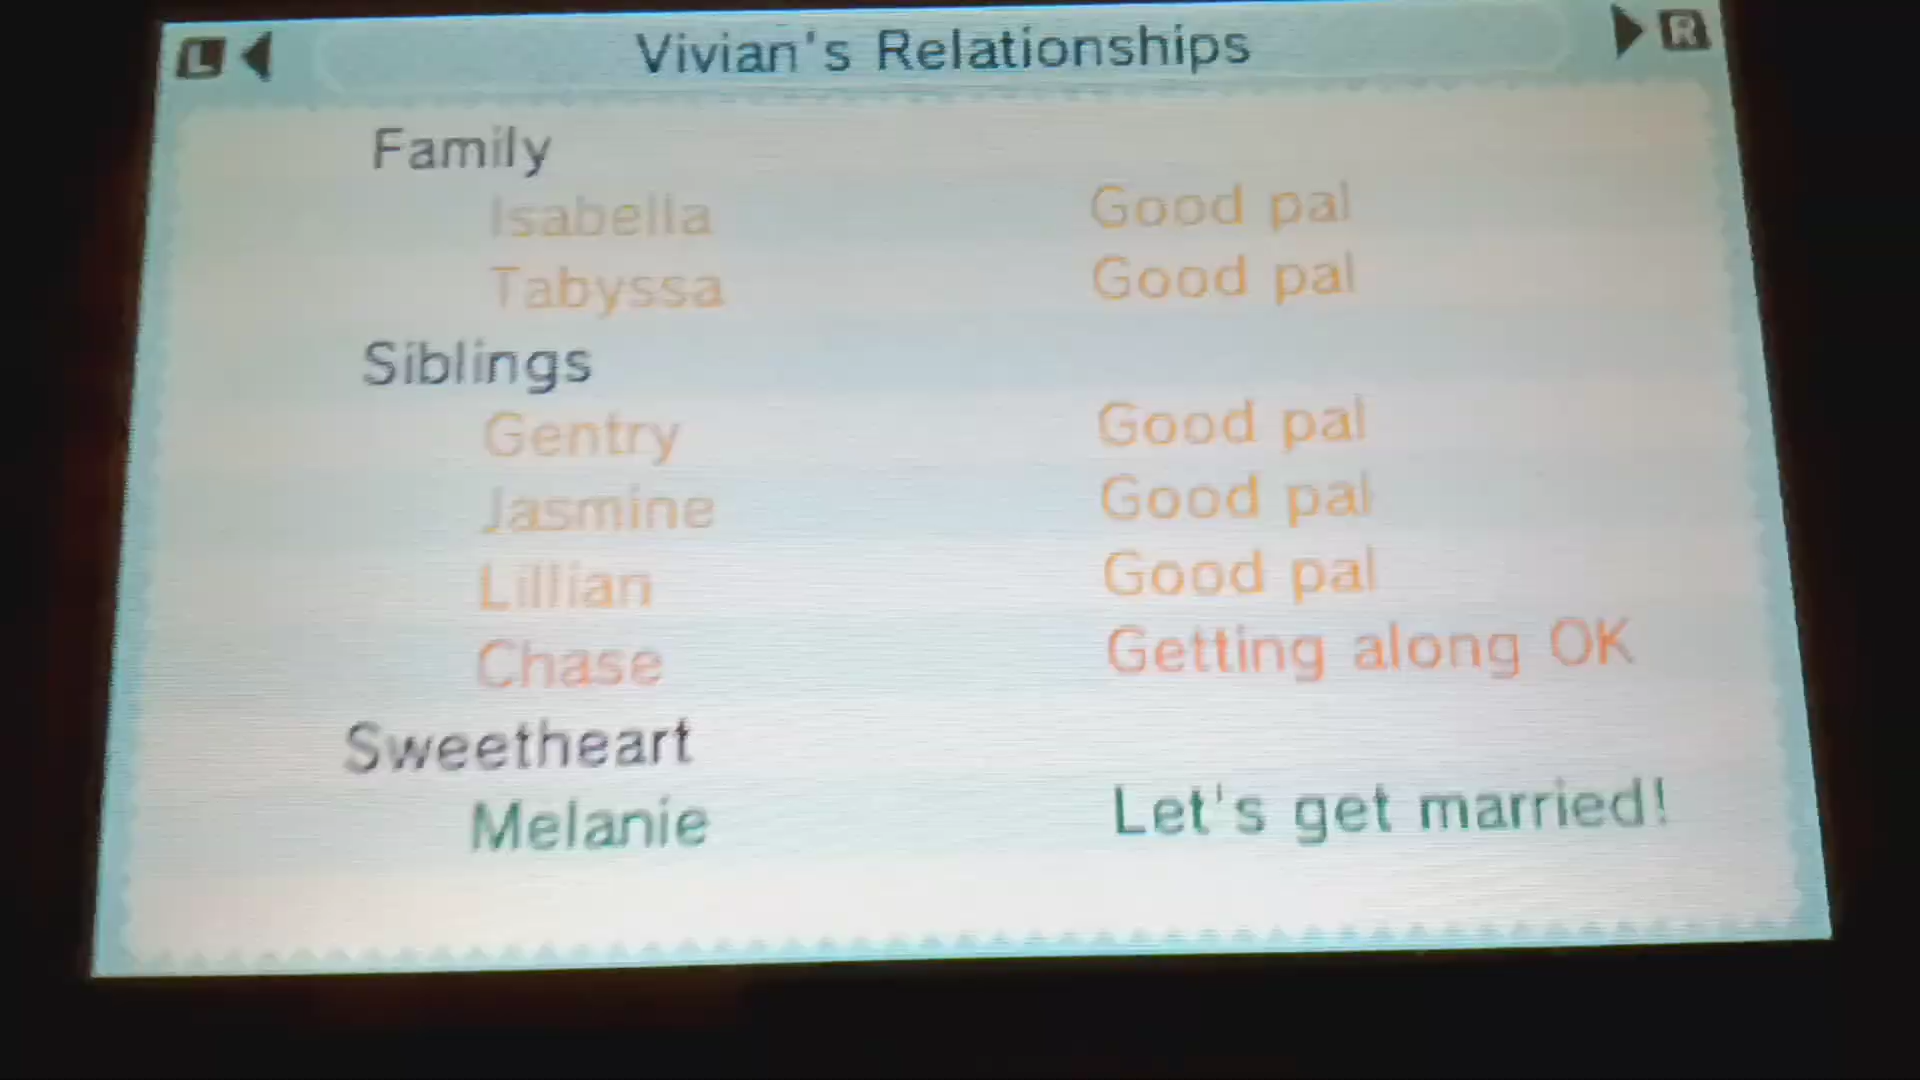 L Vivian's Relationships R
Family
Isabella Good pal
Tabyssa Good pal
Siblings
Gentry Good pal
Jasmine Good pal
Lillian Good pal
Chase Getting along OK
Sweetheart
Melanie Let's get married!